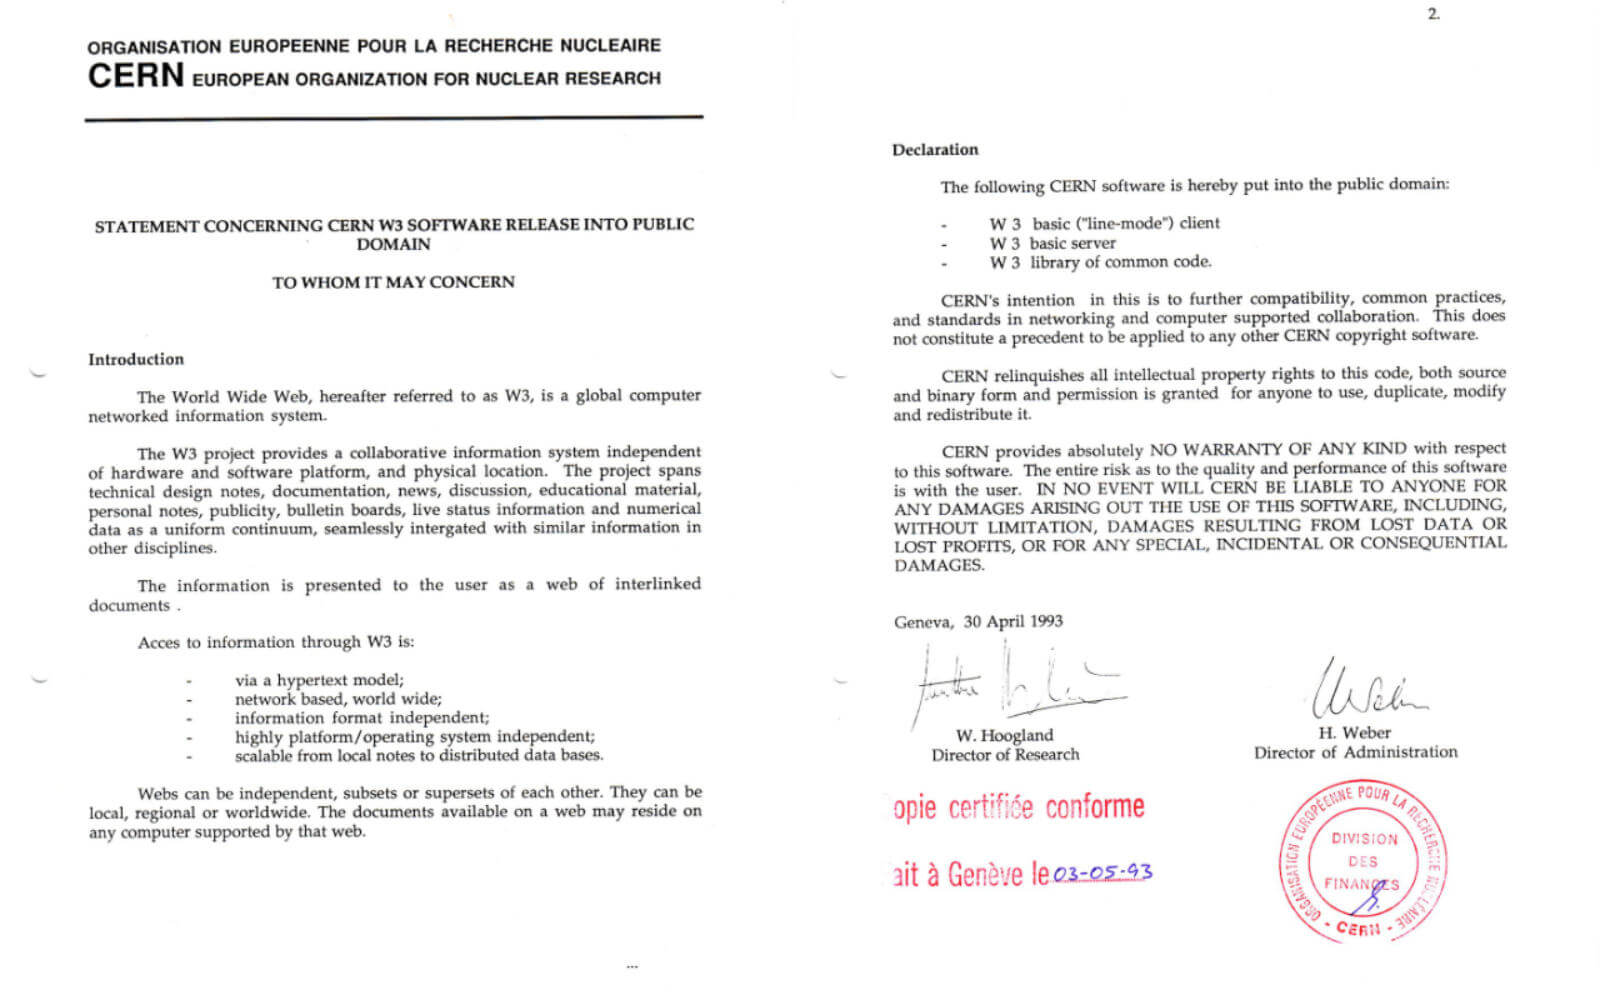 ORGANISATION EUROPEENNE POUR LA RECHERCHE NUCLEAIRE
CERN EUROPEAN ORGANIZATION FOR NUCLEAR RESEARCH
STATEMENT CONCERNING CERN W3 SOFTWARE RELEASE INTO PUBLIC
DOMAIN
TO WHOM IT MAY CONCERN
Introduction
The World Wide Web, hereafter referred to as W3, is a global computer
networked information system.
The W3 project provides a collaborative information system independent
of hardware and software platform, and physical location. The project spans
technical design notes, documentation, news, discussion, educational material,
personal notes, publicity, bulletin boards, live status information and numerical
data as a uniform continuum, seamlessly intergated with similar information in
other disciplines.
The information is presented to the user as a web of interlinked
documents .
Acces to information through W3 is:
- via a hypertext model;
- network based, world wide;
- information format independent;
- highly platform/operating system independent;
- scalable from local notes to distributed data bases.
Webs can be independent, subsets or supersets of each other. They can be
local, regional or worldwide. The documents available on a web may reside on
any computer supported by that web.
...
2.
Declaration
The following CERN software is hereby put into the public domain:
- W 3 basic ("line-mode") client
- W 3 basic server
- W 3 library of common code.
CERN's intention in this is to further compatibility, common practices,
and standards in networking and computer supported collaboration. This does
not constitute a precedent to be applied to any other CERN copyright software.
CERN relinquishes all intellectual property rights to this code, both source
and binary form and permission is granted for anyone to use, duplicate, modify
and redistribute it.
CERN provides absolutely NO WARRANTY OF ANY KIND with respect
to this software. The entire risk as to the quality and performance of this software
is with the user. IN NO EVENT WILL CERN BE LIABLE TO ANYONE FOR
ANY DAMAGES ARISING OUT THE USE OF THIS SOFTWARE, INCLUDING,
WITHOUT LIMITATION, DAMAGES RESULTING FROM LOST DATA OR
LOST PROFITS, OR FOR ANY SPECIAL, INCIDENTAL OR CONSEQUENTIAL
DAMAGES.
Geneva, 30 April 1993
W. Hoogland
Director of Research
HWeber
H. Weber
Director of Administration
opie certifiée conforme
ait à Genève le 03-05-93
ORGANISATION EUROPÉENNE POUR LA RECHERCHE NUCLÉAIRE
DIVISION
DES
FINANCES
- CERN -